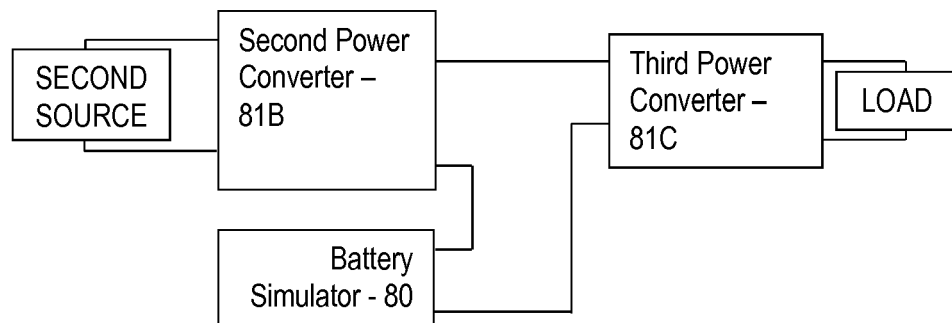 SECOND
SOURCE
Second Power
Converter –
81B
Third Power
Converter –
81C
LOAD
Battery
Simulator - 80